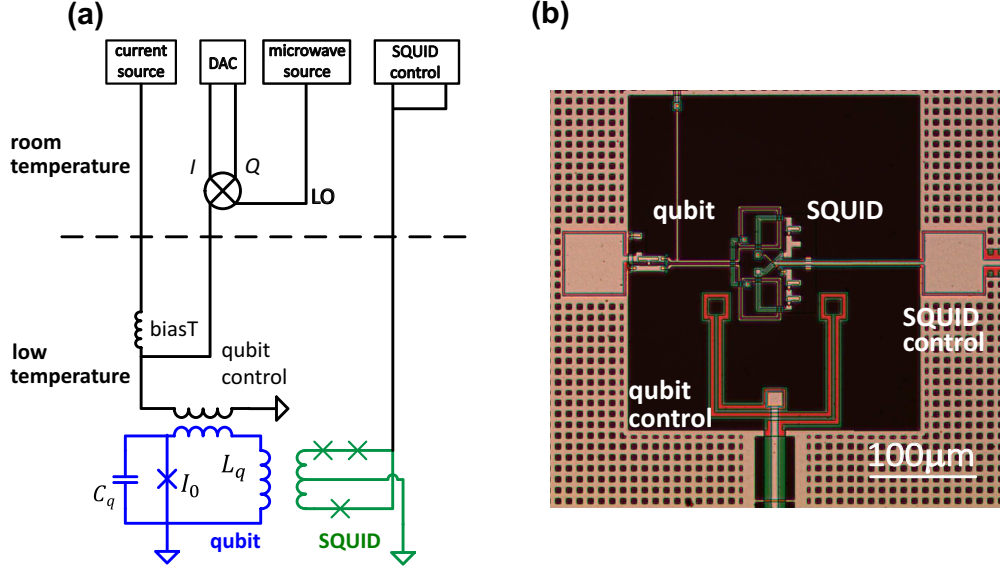 (a)
current
source
DAC
microwave
source
SQUID
control
room
temperature
I
Q
LO
biasT
low
temperature
qubit
control
C_q
I_0
L_q
qubit
SQUID
(b)
qubit
SQUID
SQUID
control
qubit
control
100μm